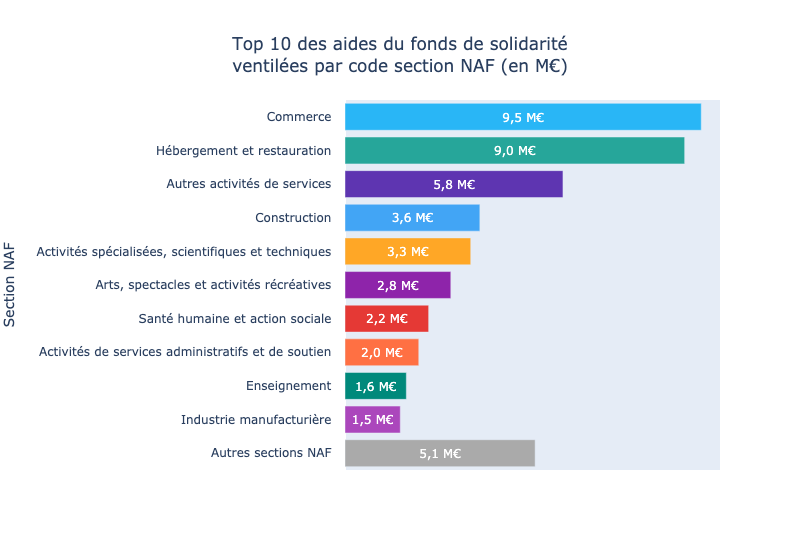 Top 10 des aides du fonds de solidarité
ventilées par code section NAF (en M€)
Section NAF
Commerce 9,5 M€
Hébergement et restauration 9,0 M€
Autres activités de services 5,8 M€
Construction 3,6 M€
Activités spécialisées, scientifiques et techniques 3,3 M€
Arts, spectacles et activités récréatives 2,8 M€
Santé humaine et action sociale 2,2 M€
Activités de services administratifs et de soutien 2,0 M€
Enseignement 1,6 M€
Industrie manufacturière 1,5 M€
Autres sections NAF 5,1 M€